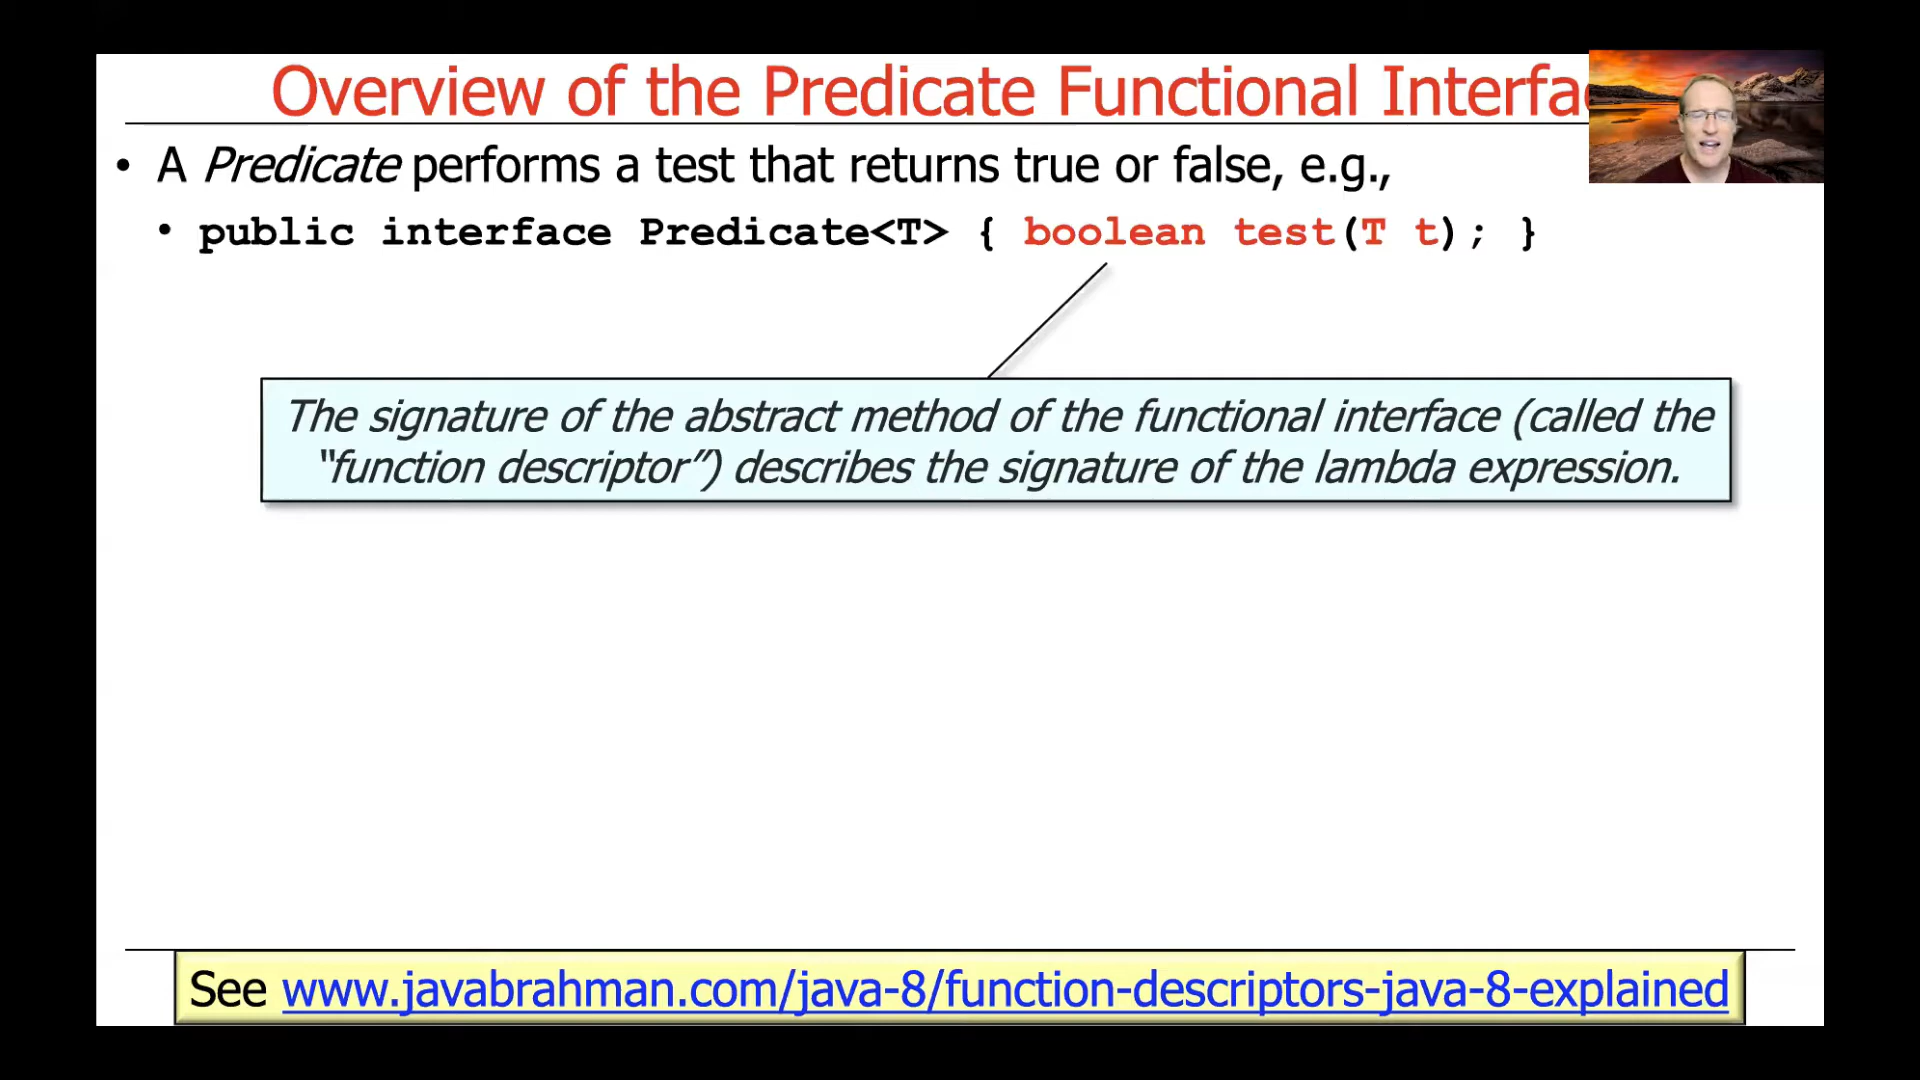 Overview of the Predicate Functional Interfac
• A Predicate performs a test that returns true or false, e.g.,
• public interface Predicate<T> { boolean test(T t); }
The signature of the abstract method of the functional interface (called the
“function descriptor”) describes the signature of the lambda expression.
See www.javabrahman.com/java-8/function-descriptors-java-8-explained